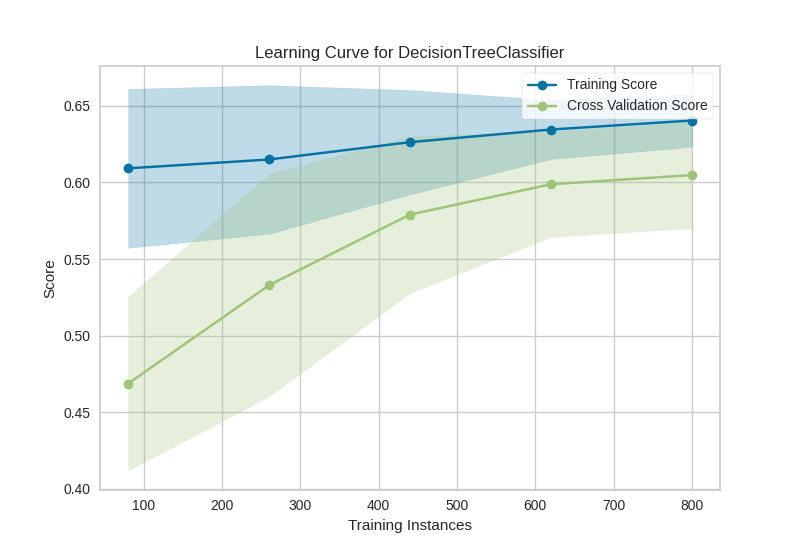 Learning Curve for DecisionTreeClassifier
Training Score
Cross Validation Score
0.65
0.60
0.55
0.50
0.45
0.40
Score
100 200 300 400 500 600 700 800
Training Instances